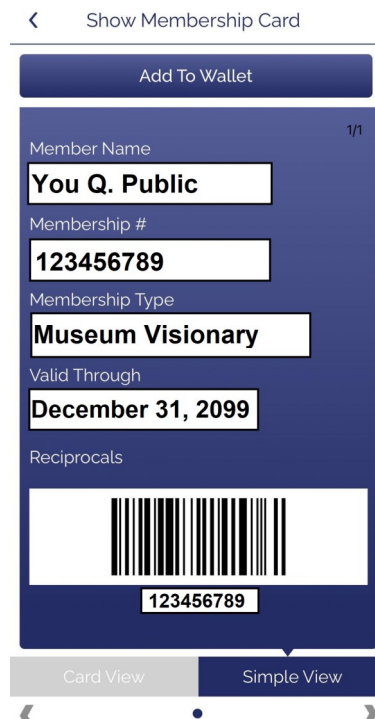 Show Membership Card
Add To Wallet
1/1
Member Name
You Q. Public
Membership #
123456789
Membership Type
Museum Visionary
Valid Through
December 31, 2099
Reciprocals
123456789
Card View
Simple View